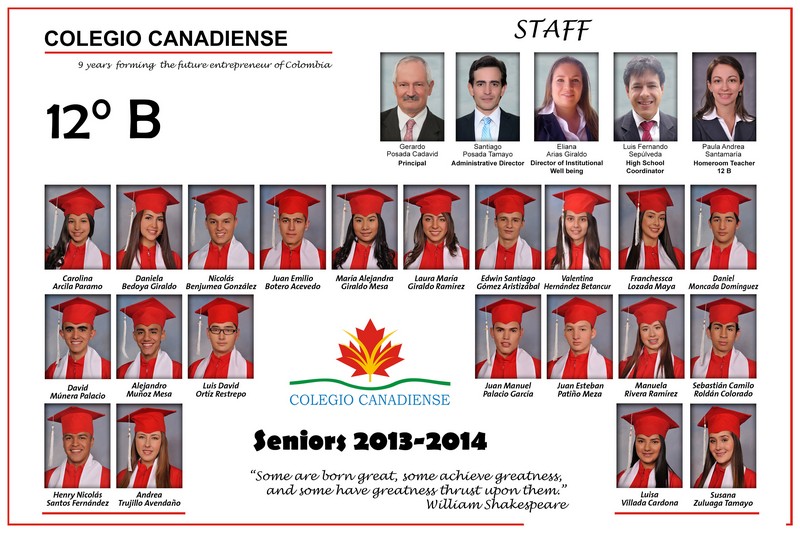 COLEGIO CANADIENSE
9 years forming the future entrepreneur of Colombia
12º B
STAFF
Gerardo
Posada Cadavid
Principal
Santiago
Posada Tamayo
Administrative Director
Eliana
Arias Giraldo
Director of Institutional
Well being
Luis Fernando
Sepúlveda
High School
Coordinator
Paula Andrea
Santamaria
Homeroom Teacher
12 B
Carolina
Arcila Paramo
Daniela
Bedoya Giraldo
Nicolás
Benjumea González
Juan Emilio
Botero Acevedo
María Alejandra
Giraldo Mesa
Laura María
Giraldo Ramírez
Edwin Santiago
Gómez Aristizábal
Valentina
Hernández Betancur
Franchessca
Lozada Maya
Daniel
Moncada Domínguez
David
Múnera Palacio
Alejandro
Muñoz Mesa
Luis David
Ortíz Restrepo
COLEGIO CANADIENSE
Juan Manuel
Palacio García
Juan Esteban
Patiño Meza
Manuela
Rivera Ramírez
Sebastián Camilo
Roldán Colorado
Seniors 2013-2014
"Some are born great, some achieve greatness,
and some have greatness thrust upon them."
William Shakespeare
Henry Nicolás
Santos Fernández
Andrea
Trujillo Avendaño
Luisa
Villada Cardona
Susana
Zuluaga Tamayo